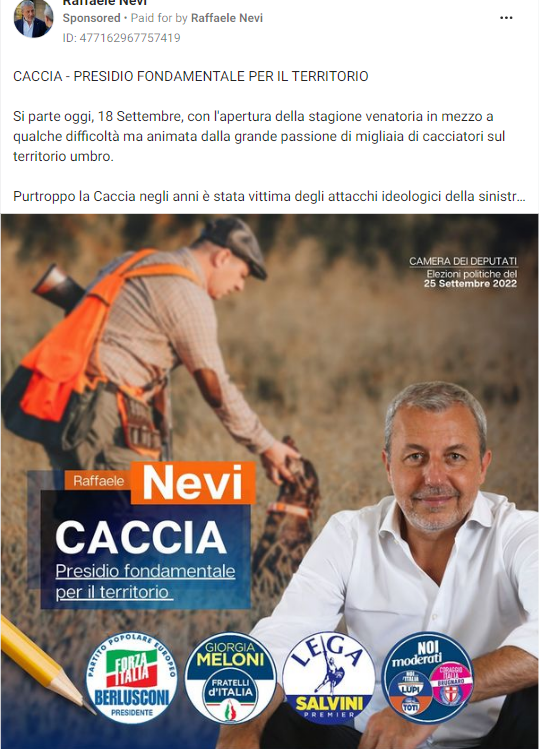 Raffaele Nevi
Sponsored • Paid for by Raffaele Nevi
ID: 477162967757419
CACCIA - PRESIDIO FONDAMENTALE PER IL TERRITORIO
Si parte oggi, 18 Settembre, con l'apertura della stagione venatoria in mezzo a
qualche difficoltà ma animata dalla grande passione di migliaia di cacciatori sul
territorio umbro.
Purtroppo la Caccia negli anni è stata vittima degli attacchi ideologici della sinistr...
CAMERA DEI DEPUTATI
Elezioni politiche del
25 Settembre 2022
Raffaele Nevi
CACCIA
Presidio fondamentale
per il territorio
PARTITO POPOLARE EUROPEO
FORZA
ITALIA
BERLUSCONI
PRESIDENTE
GIORGIA
MELONI
FRATELLI
d'ITALIA
LEGA
SALVINI
PREMIER
NOI
moderati
NOI
L'ITALIA
LUPI
CORAGGIO
ITALIA
BRUGNARO
TOTI